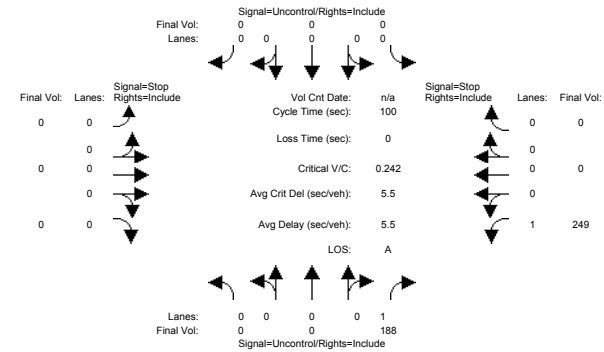 Signal=Uncontrol/Rights=Include
Final Vol: 0 0 0
Lanes: 0 0 0 0 0
Signal=Stop Signal=Stop
Final Vol: Lanes: Rights=Include Vol Cnt Date: n/a Rights=Include Lanes: Final Vol:
Cycle Time (sec): 100
0 0 0 0
Loss Time (sec): 0
0 0
0 0 Critical V/C: 0.242 0 0
0 Avg Crit Del (sec/veh): 5.5 0
0 0 Avg Delay (sec/veh): 5.5 1 249
LOS: A
Lanes: 0 0 0 0 1
Final Vol: 0 0 188
Signal=Uncontrol/Rights=Include